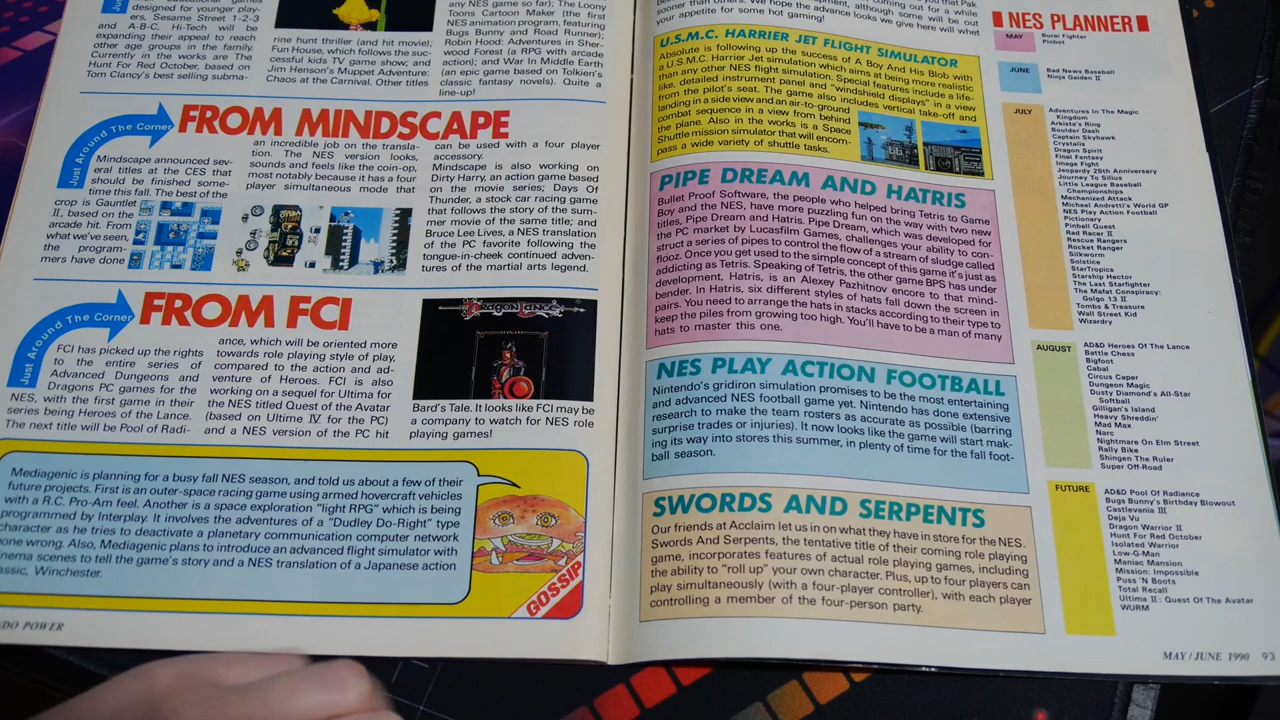 designed for younger play-
ers, Sesame Street 1-2-3
and A-B-C, Hi-Tech will be
expanding their appeal to
other age groups in the family.
Currently in the works are The
Hunt For Red October, based on
Tom Clancy's best selling subma-
rine hunt thriller (and hit movie);
Fun House, which follows the suc-
cessful kids TV game show; and
Jim Henson's Muppet Adventure:
Chaos at the Carnival. Other titles
any NES game so far); The Loony
Toons Cartoon Maker (the first
NES animation program, featuring
Bugs Bunny and Road Runner);
Robin Hood: Adventures in Sher-
wood Forest (a RPG with arcade
action); and War In Middle Earth
(an epic game based on Tolkien's
classic fantasy novels). Quite a
line-up!
Just Around The Corner
FROM MINDSCAPE
Mindscape announced sev-
eral titles at the CES that
should be finished some-
time this fall. The best of the
crop is Gauntlet
II, based on the
arcade hit. From
what we've seen,
the program-
mers have done
an incredible job on the transla-
tion. The NES version looks,
sounds and feels like the coin-op,
most notably because it has a four
player simultaneous mode that
can be used with a four player
accessory.
Mindscape is also working on
Dirty Harry, an action game based
on the movie series; Days Of
Thunder, a stock car racing game
that follows the story of the sum-
mer movie of the same title; and
Bruce Lee Lives, a NES translation
of the PC favorite following the
tongue-in-cheek continued adven-
tures of the martial arts legend.
Just Around The Corner
FROM FCI
FCI has picked up the rights
to the entire series of
Advanced Dungeons and
Dragons PC games for the
NES, with the first game in their
series being Heroes of the Lance.
The next title will be Pool of Radi-
ance, which will be oriented more
towards role playing style of play,
compared to the action and ad-
venture of Heroes. FCI is also
working on a sequel for Ultima for
the NES titled Quest of the Avatar
(based on Ultima IV for the PC)
and a NES version of the PC hit
DragonLance
Bard's Tale. It looks like FCI may be
a company to watch for NES role
playing games!
Mediagenic is planning for a busy fall NES season, and told us about a few of their
future projects. First is an outer-space racing game using armed hovercraft vehicles
with a R.C. Pro-Am feel. Another is a space exploration "light RPG" which is being
programmed by Interplay. It involves the adventures of a "Dudley Do-Right" type
character as he tries to deactivate a planetary communication computer network
one wrong. Also, Mediagenic plans to introduce an advanced flight simulator with
inema scenes to tell the game's story and a NES translation of a Japanese action
assic, Winchester.
GOSSIP
DO POWER
sooner than others. We hope the advance looks we give here will whet
your appetite for some hot gaming!
U.S.M.C. HARRIER JET FLIGHT SIMULATOR
Absolute is following up the success of A Boy And His Blob with
a U.S.M.C. Harrier Jet simulation which aims at being more realistic
than any other NES flight simulation. Special features include a life-
like, detailed instrument panel and "windshield displays" in a view
from the pilot's seat. The game also includes vertical take-off and
landing in a side view and an air-to-ground
combat sequence in a view from behind
the plane. Also in the works is a Space
Shuttle mission simulator that will encom-
pass a wide variety of shuttle tasks.
PIPE DREAM AND HATRIS
Bullet Proof Software, the people who helped bring Tetris to Game
Boy and the NES, have more puzzling fun on the way with two new
titles, Pipe Dream and Hatris. Pipe Dream, which was developed for
the PC market by Lucasfilm Games, challenges your ability to con-
struct a series of pipes to control the flow of a stream of sludge called
flooz. Once you get used to the simple concept of this game it's just as
addicting as Tetris. Speaking of Tetris, the other game BPS has under
development, Hatris, is an Alexey Pazhitnov encore to that mind-
bender. In Hatris, six different styles of hats fall down the screen in
pairs. You need to arrange the hats in stacks according to their type to
keep the piles from growing too high. You'll have to be a man of many
hats to master this one.
NES PLAY ACTION FOOTBALL
Nintendo's gridiron simulation promises to be the most entertaining
and advanced NES football game yet. Nintendo has done extensive
research to make the team rosters as accurate as possible (barring
surprise trades or injuries). It now looks like the game will start mak-
ing its way into stores this summer, in plenty of time for the fall foot-
ball season.
SWORDS AND SERPENTS
Our friends at Acclaim let us in on what they have in store for the NES.
Swords And Serpents, the tentative title of their coming role playing
game, incorporates features of actual role playing games, including
the ability to "roll up" your own character. Plus, up to four players can
play simultaneously (with a four-player controller), with each player
controlling a member of the four-person party.
NES PLANNER
MAY
Burai Fighter
Pinbot
JUNE
Bad News Baseball
Ninja Gaiden II
JULY
Adventures In The Magic
Kingdom
Arkista's Ring
Boulder Dash
Captain Skyhawk
Crystalis
Dragon Spirit
Final Fantasy
Image Fight
Jeopardy 25th Anniversary
Journey To Silius
Little League Baseball
Championships
Mechanized Attack
Michael Andretti's World GP
NES Play Action Football
Pictionary
Pinball Quest
Rad Racer II
Rescue Rangers
Rocket Ranger
Silkworm
Solstice
StarTropics
Starship Hector
The Last Starfighter
The Mafat Conspiracy:
Golgo 13 II
Tombs & Treasure
Wall Street Kid
Wizardry
AUGUST
AD&D Heroes Of The Lance
Battle Chess
Bigfoot
Cabal
Circus Caper
Dungeon Magic
Dusty Diamond's All-Star
Softball
Gilligan's Island
Heavy Shreddin'
Mad Max
Narc
Nightmare On Elm Street
Rally Bike
Shingen The Ruler
Super Off-Road
FUTURE
AD&D Pool Of Radiance
Bugs Bunny's Birthday Blowout
Castlevania III
Deja Vu
Dragon Warrior II
Hunt For Red October
Isolated Warrior
Low-G-Man
Maniac Mansion
Mission: Impossible
Puss 'N Boots
Total Recall
Ultima II: Quest Of The Avatar
WURM
MAY/JUNE 1990 93